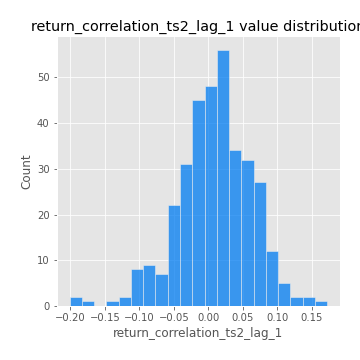 return_correlation_ts2_lag_1 value distribution
50
40
30
20
10
0
Count
−0.20 −0.15 −0.10 −0.05 0.00 0.05 0.10 0.15
return_correlation_ts2_lag_1